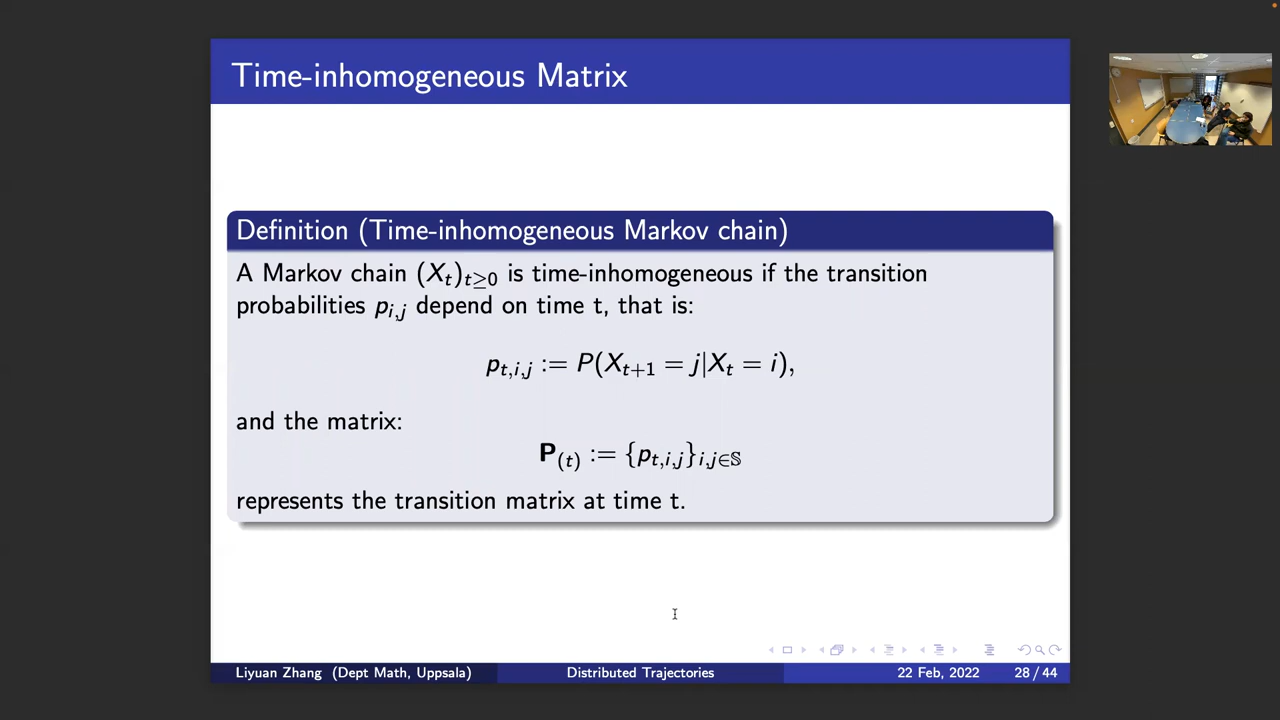 Time-inhomogeneous Matrix
Definition (Time-inhomogeneous Markov chain)
A Markov chain (X_t)_{t≥0} is time-inhomogeneous if the transition
probabilities p_{i,j} depend on time t, that is:
p_{t,i,j} := P(X_{t+1} = j|X_t = i),
and the matrix:
P_{(t)} := {p_{t,i,j}}_{i,j∈𝕊}
represents the transition matrix at time t.
Liyuan Zhang (Dept Math, Uppsala) Distributed Trajectories 22 Feb, 2022 28 / 44